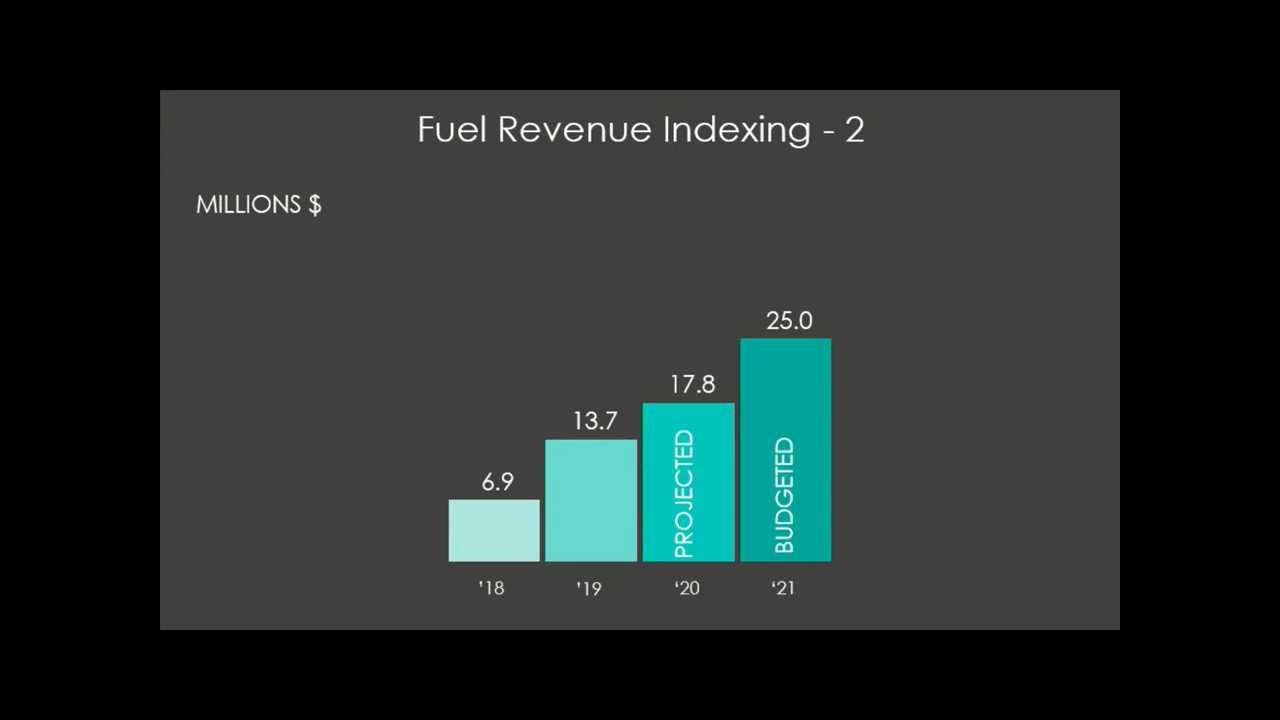 Fuel Revenue Indexing - 2
MILLIONS $
25.0
17.8
13.7
6.9
PROJECTED
BUDGETED
’18
’19
‘20
‘21